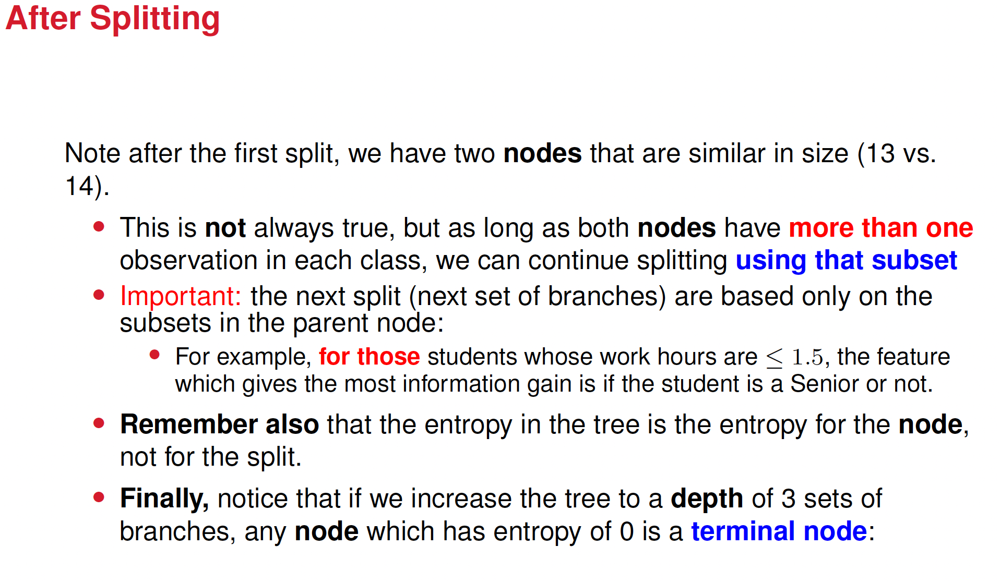 After Splitting
Note after the first split, we have two nodes that are similar in size (13 vs.
14).
This is not always true, but as long as both nodes have more than one
observation in each class, we can continue splitting using that subset
Important: the next split (next set of branches) are based only on the
subsets in the parent node:
For example, for those students whose work hours are ≤ 1.5, the feature
which gives the most information gain is if the student is a Senior or not.
Remember also that the entropy in the tree is the entropy for the node,
not for the split.
Finally, notice that if we increase the tree to a depth of 3 sets of
branches, any node which has entropy of 0 is a terminal node: